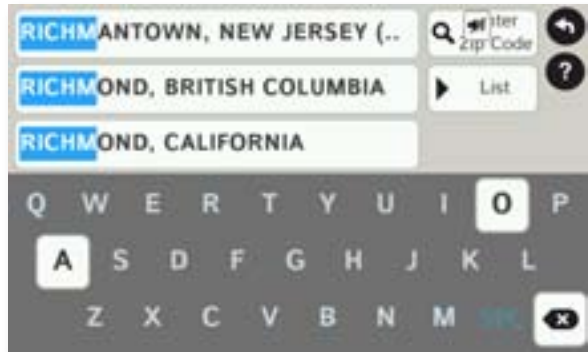 RICHMANTOWN, NEW JERSEY (..
Zip Code
RICHMOND, BRITISH COLUMBIA
List
RICHMOND, CALIFORNIA
?
Q W E R T Y U I O P
A S D F G H J K L
Z X C V B N M